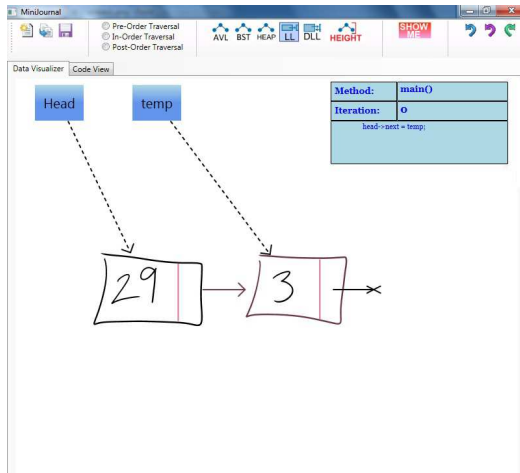 MiniJournal
Pre-Order Traversal
In-Order Traversal
Post-Order Traversal
AVL BST HEAP LL DLL HEIGHT
SHOW
ME
Data Visualizer Code View
Head temp
Method: main()
Iteration: 0
head->next = temp;
29 3